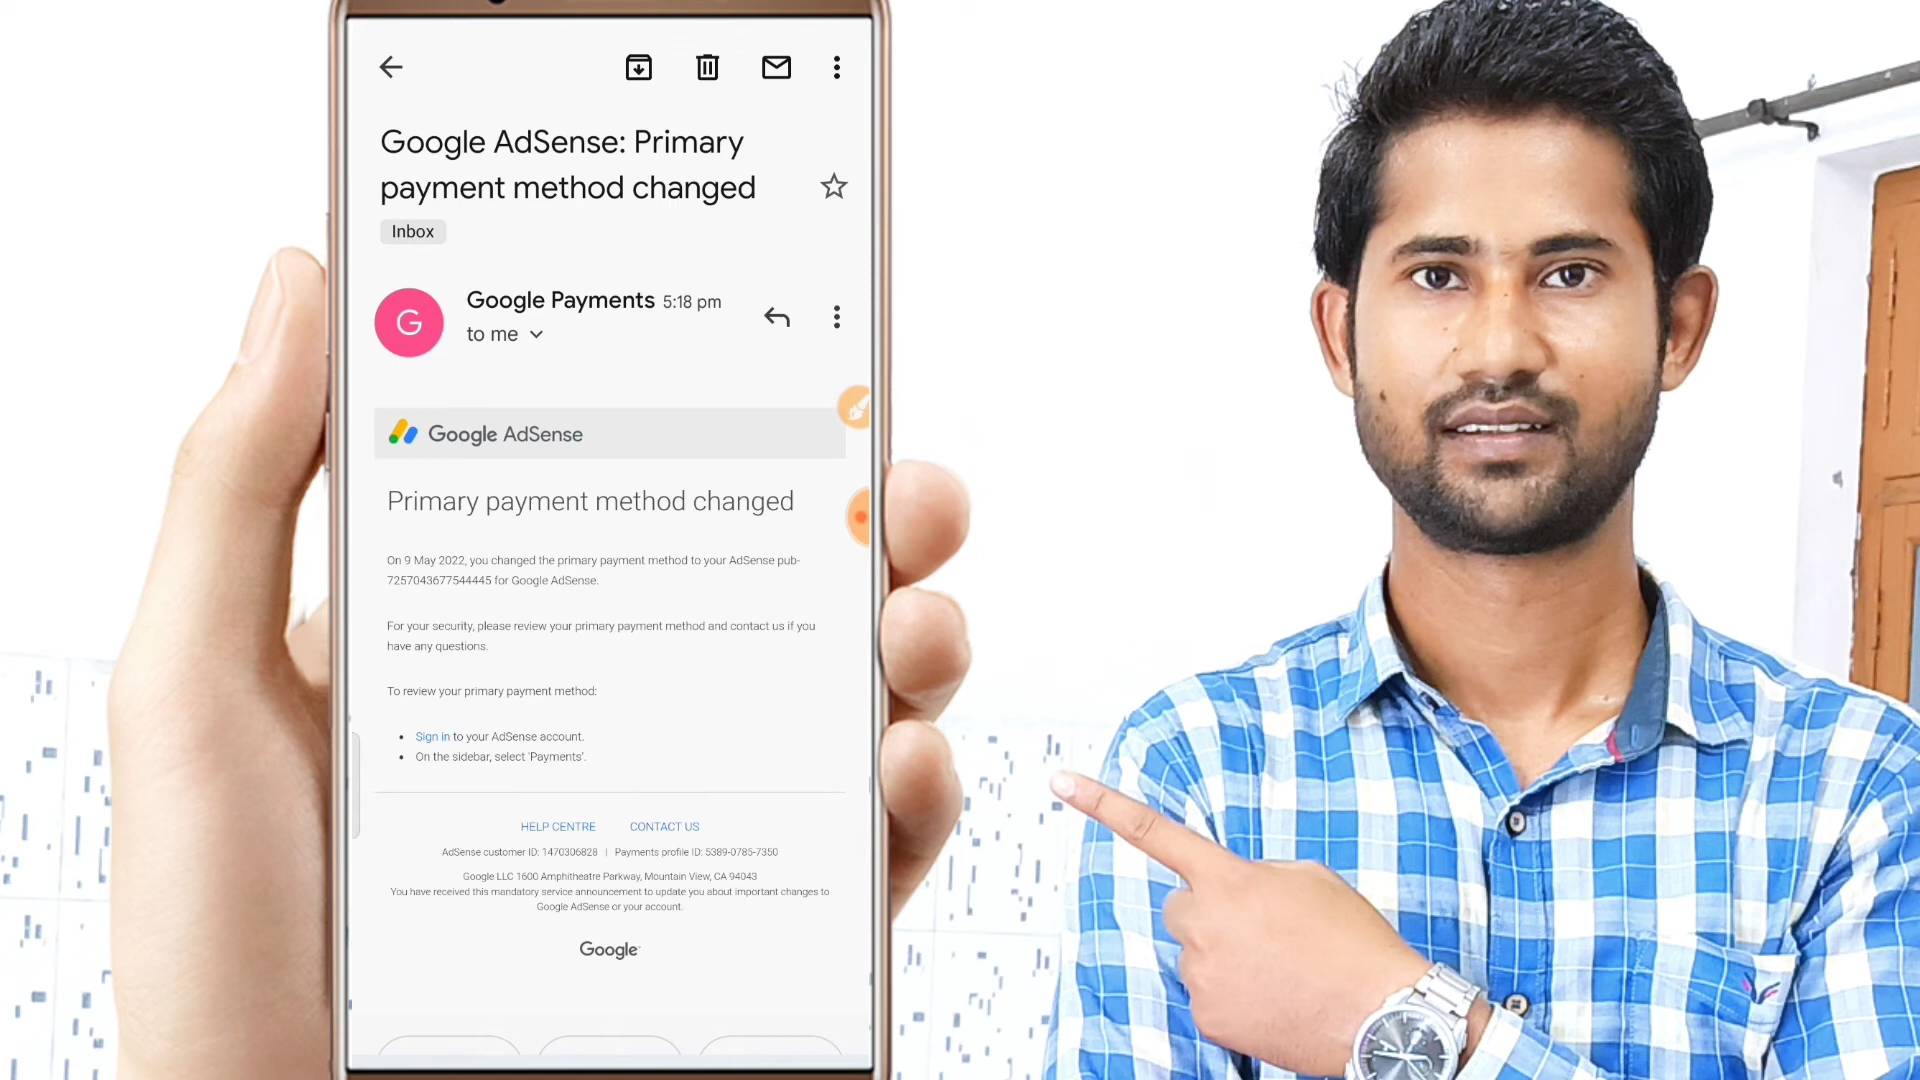 Google AdSense: Primary
payment method changed
Inbox
G
Google Payments 5:18 pm
to me
Google AdSense
Primary payment method changed
On 9 May 2022, you changed the primary payment method to your AdSense pub-
7257043677544445 for Google AdSense.
For your security, please review your primary payment method and contact us if you
have any questions.
To review your primary payment method:
• Sign in to your AdSense account.
• On the sidebar, select 'Payments'.
HELP CENTRE CONTACT US
AdSense customer ID: 1470306828 | Payments profile ID: 5389-0785-7350
Google LLC 1600 Amphitheatre Parkway, Mountain View, CA 94043
You have received this mandatory service announcement to update you about important changes to
Google AdSense or your account.
Google